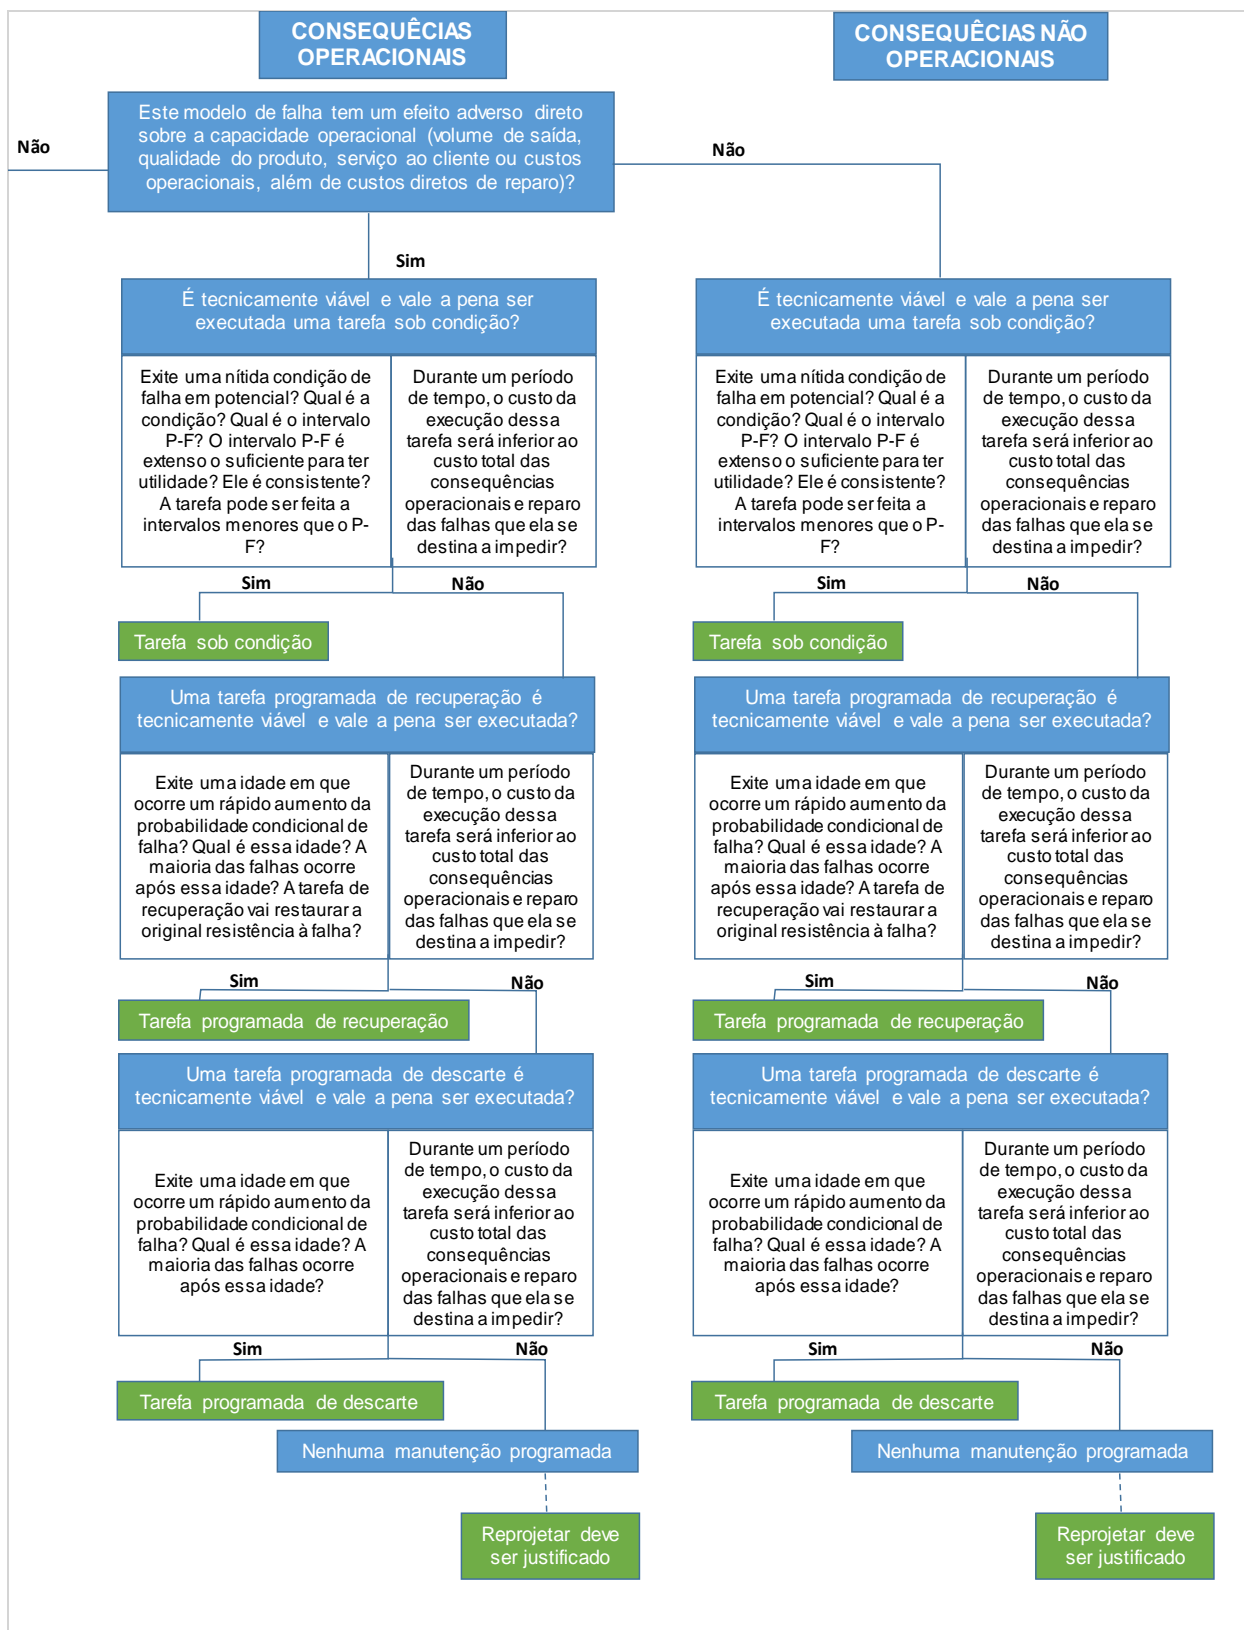 CONSEQUÊCIAS
OPERACIONAIS
CONSEQUÊCIAS NÃO
OPERACIONAIS
Este modelo de falha tem um efeito adverso direto
sobre a capacidade operacional (volume de saída,
qualidade do produto, serviço ao cliente ou custos
operacionais, além de custos diretos de reparo)?
Não
Não
Sim
É tecnicamente viável e vale a pena ser
executada uma tarefa sob condição?
Exite uma nítida condição de
falha em potencial? Qual é a
condição? Qual é o intervalo
P-F? O intervalo P-F é
extenso o suficiente para ter
utilidade? Ele é consistente?
A tarefa pode ser feita a
intervalos menores que o P-
F?
Durante um período
de tempo, o custo da
execução dessa
tarefa será inferior ao
custo total das
consequências
operacionais e reparo
das falhas que ela se
destina a impedir?
Sim
Não
Tarefa sob condição
Uma tarefa programada de recuperação é
tecnicamente viável e vale a pena ser executada?
Exite uma idade em que
ocorre um rápido aumento da
probabilidade condicional de
falha? Qual é essa idade? A
maioria das falhas ocorre
após essa idade? A tarefa de
recuperação vai restaurar a
original resistência à falha?
Durante um período
de tempo, o custo da
execução dessa
tarefa será inferior ao
custo total das
consequências
operacionais e reparo
das falhas que ela se
destina a impedir?
Sim
Não
Tarefa programada de recuperação
Uma tarefa programada de descarte é
tecnicamente viável e vale a pena ser executada?
Exite uma idade em que
ocorre um rápido aumento da
probabilidade condicional de
falha? Qual é essa idade? A
maioria das falhas ocorre
após essa idade?
Durante um período
de tempo, o custo da
execução dessa
tarefa será inferior ao
custo total das
consequências
operacionais e reparo
das falhas que ela se
destina a impedir?
Sim
Não
Tarefa programada de descarte
Nenhuma manutenção programada
Reprojetar deve
ser justificado
É tecnicamente viável e vale a pena ser
executada uma tarefa sob condição?
Exite uma nítida condição de
falha em potencial? Qual é a
condição? Qual é o intervalo
P-F? O intervalo P-F é
extenso o suficiente para ter
utilidade? Ele é consistente?
A tarefa pode ser feita a
intervalos menores que o P-
F?
Durante um período
de tempo, o custo da
execução dessa
tarefa será inferior ao
custo total das
consequências
operacionais e reparo
das falhas que ela se
destina a impedir?
Sim
Não
Tarefa sob condição
Uma tarefa programada de recuperação é
tecnicamente viável e vale a pena ser executada?
Exite uma idade em que
ocorre um rápido aumento da
probabilidade condicional de
falha? Qual é essa idade? A
maioria das falhas ocorre
após essa idade? A tarefa de
recuperação vai restaurar a
original resistência à falha?
Durante um período
de tempo, o custo da
execução dessa
tarefa será inferior ao
custo total das
consequências
operacionais e reparo
das falhas que ela se
destina a impedir?
Sim
Não
Tarefa programada de recuperação
Uma tarefa programada de descarte é
tecnicamente viável e vale a pena ser executada?
Exite uma idade em que
ocorre um rápido aumento da
probabilidade condicional de
falha? Qual é essa idade? A
maioria das falhas ocorre
após essa idade?
Durante um período
de tempo, o custo da
execução dessa
tarefa será inferior ao
custo total das
consequências
operacionais e reparo
das falhas que ela se
destina a impedir?
Sim
Não
Tarefa programada de descarte
Nenhuma manutenção programada
Reprojetar deve
ser justificado